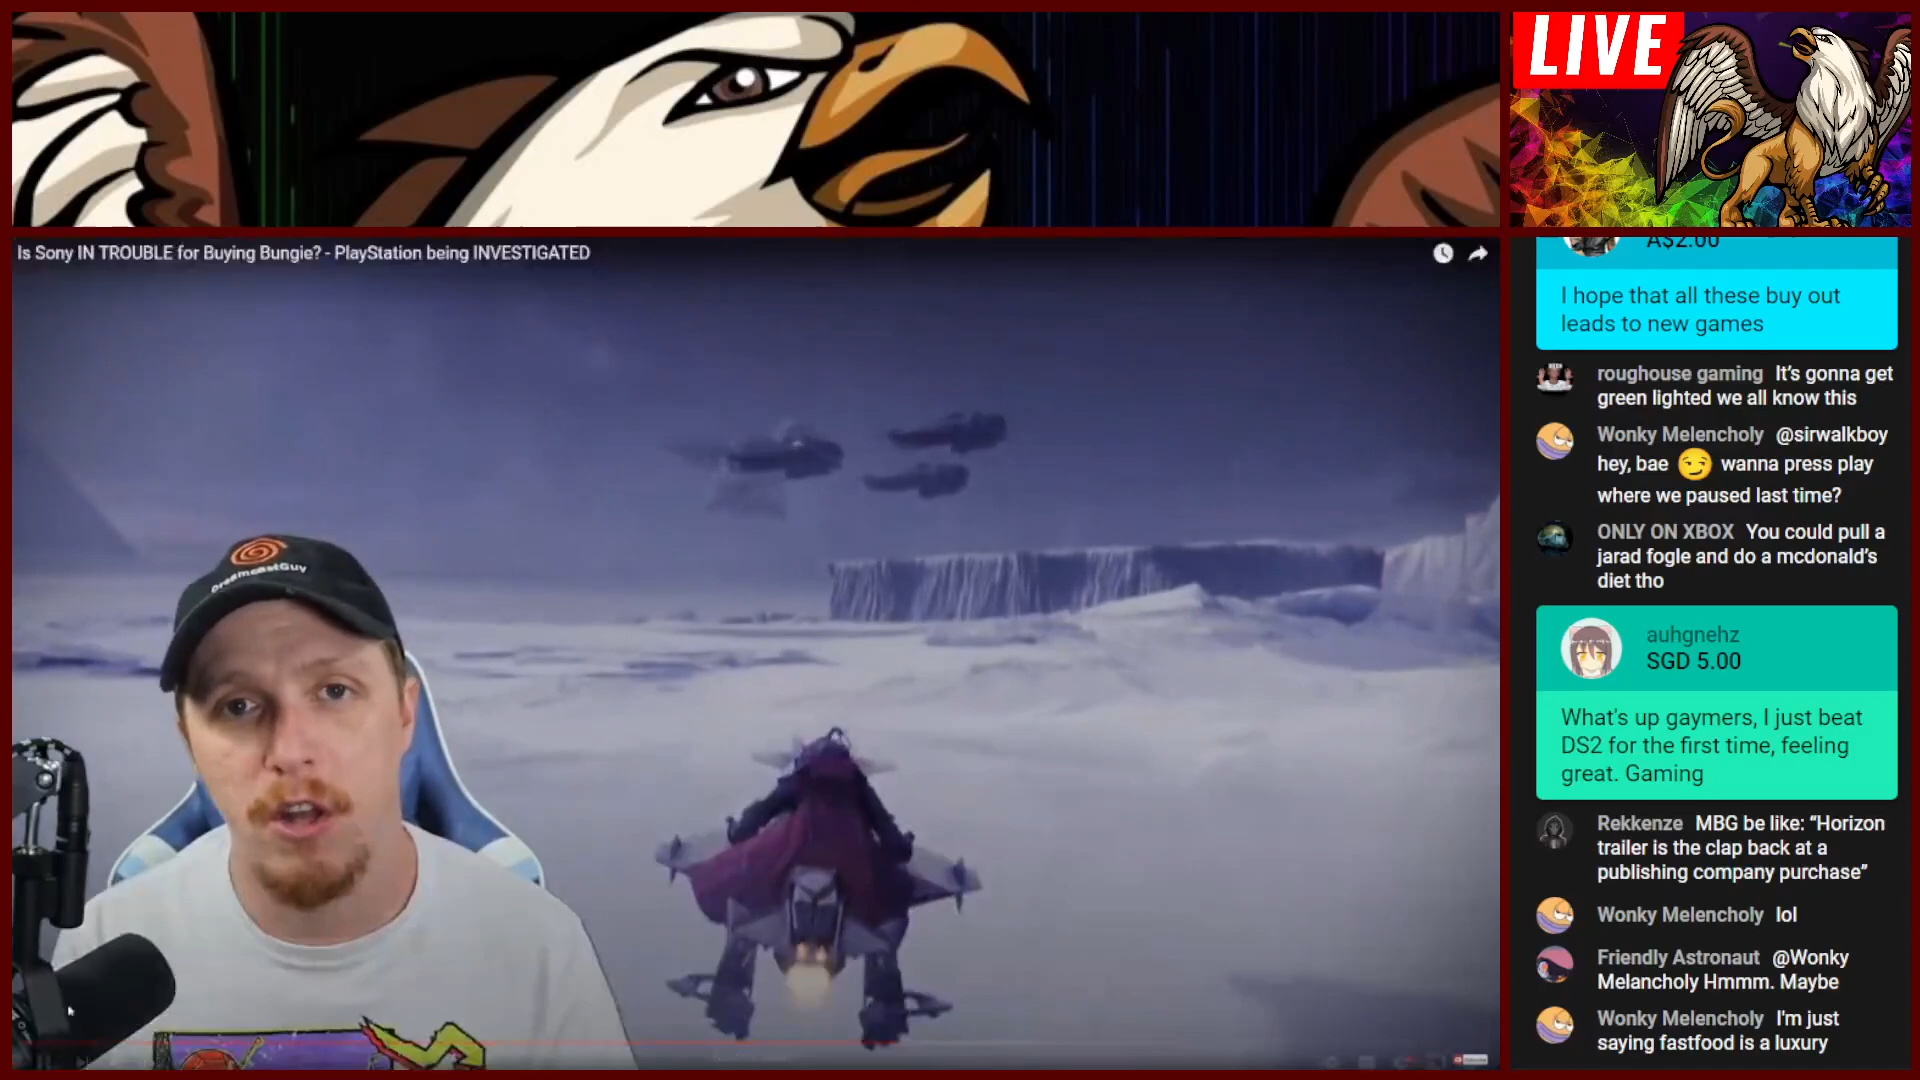 LIVE
Is Sony IN TROUBLE for Buying Bungie? - PlayStation being INVESTIGATED
DreamcastGuy
A$2.00
I hope that all these buy out
leads to new games
roughouse gaming It’s gonna get
green lighted we all know this
Wonky Melencholy @sirwalkboy
hey, bae 😏 wanna press play
where we paused last time?
ONLY ON XBOX You could pull a
jarad fogle and do a mcdonald’s
diet tho
auhgnehz
SGD 5.00
What's up gaymers, I just beat
DS2 for the first time, feeling
great. Gaming
Rekkenze MBG be like: “Horizon
trailer is the clap back at a
publishing company purchase”
Wonky Melencholy lol
Friendly Astronaut @Wonky
Melancholy Hmmm. Maybe
Wonky Melencholy I'm just
saying fastfood is a luxury